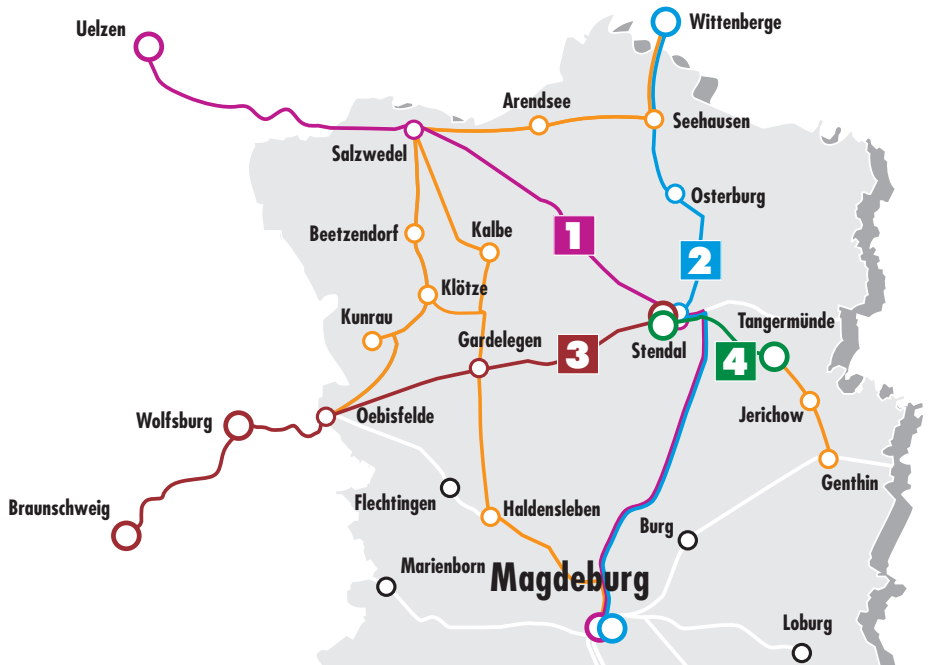 Uelzen
Wittenberge
Arendsee
Seehausen
Salzwedel
Osterburg
Beetzendorf
Kalbe
1
2
Klötze
Kunrau
Tangermünde
Gardelegen
3
Stendal
4
Wolfsburg
Oebisfelde
Jerichow
Genthin
Flechtingen
Braunschweig
Haldensleben
Burg
Marienborn
Magdeburg
Loburg